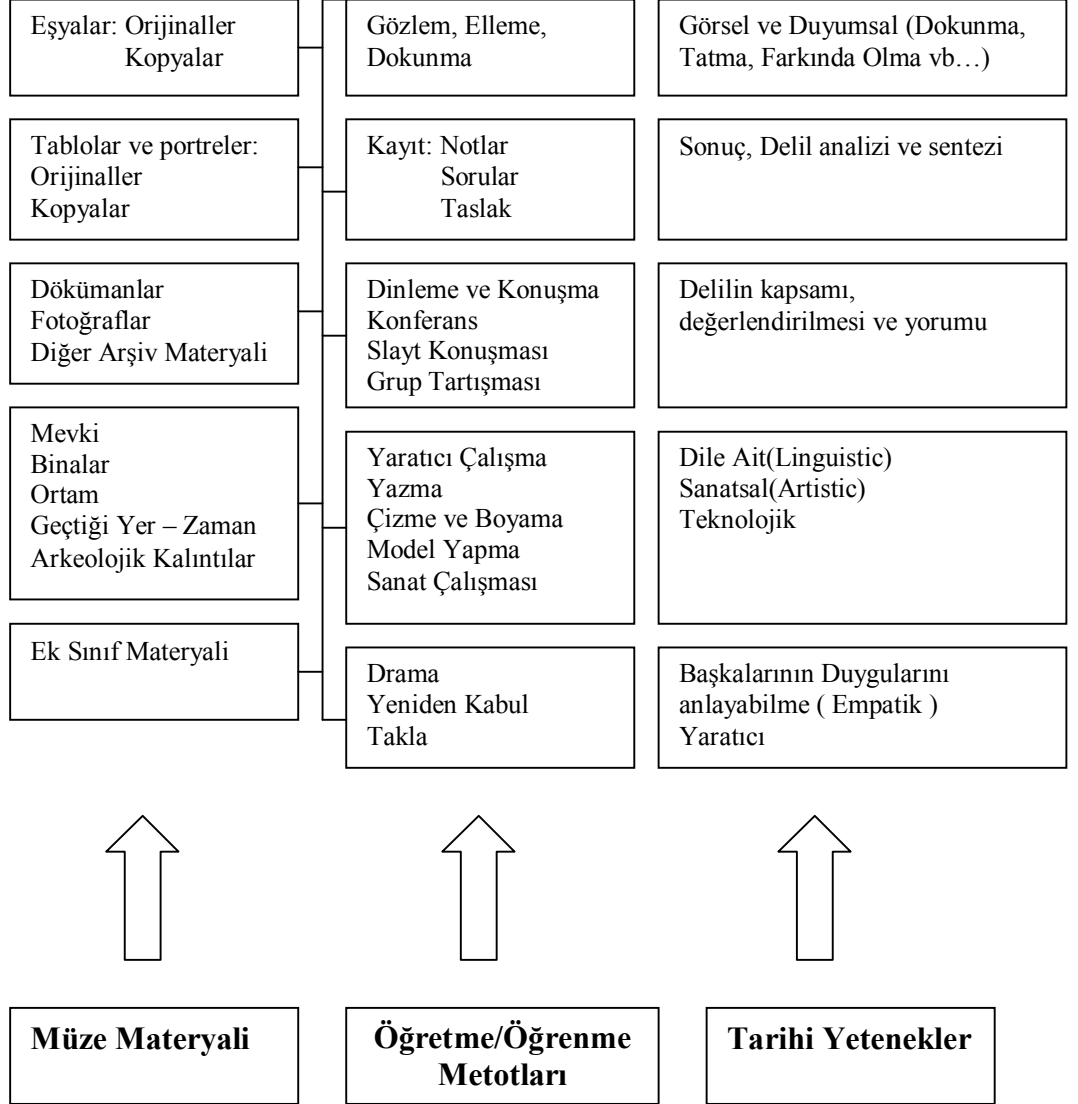 Eşyalar: Orijinaller
Kopyalar
Tablolar ve portreler:
Orijinaller
Kopyalar
Dökümanlar
Fotoğraflar
Diğer Arşiv Materyali
Mevki
Binalar
Ortam
Geçtiği Yer – Zaman
Arkeolojik Kalıntılar
Ek Sınıf Materyali
Gözlem, Elleme,
Dokunma
Kayıt: Notlar
Sorular
Taslak
Dinleme ve Konuşma
Konferans
Slayt Konuşması
Grup Tartışması
Yaratıcı Çalışma
Yazma
Çizme ve Boyama
Model Yapma
Sanat Çalışması
Drama
Yeniden Kabul
Takla
Görsel ve Duyumsal (Dokunma,
Tatma, Farkında Olma vb…)
Sonuç, Delil analizi ve sentezi
Delilin kapsamı,
değerlendirilmesi ve yorumu
Dile Ait(Linguistic)
Sanatsal(Artistic)
Teknolojik
Başkalarının Duygularını
anlayabilme ( Empatik )
Yaratıcı
Müze Materyali
Öğretme/Öğrenme
Metotları
Tarihi Yetenekler